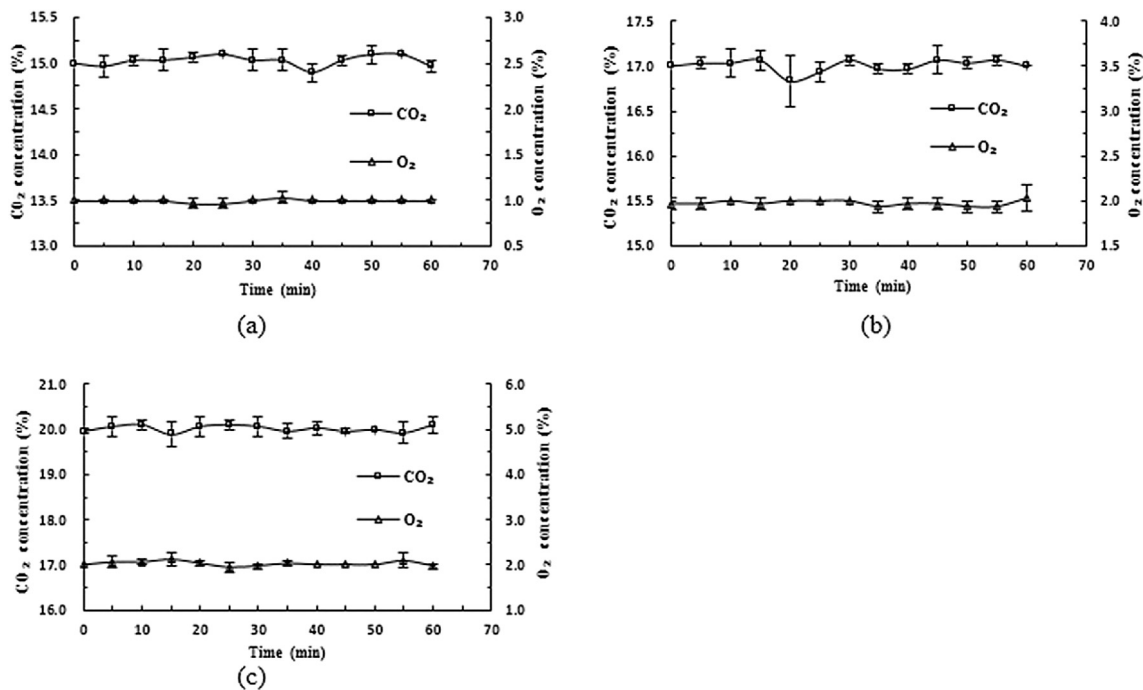 CO₂ concentration (%)
15.5
15.0
14.5
14.0
13.5
13.0
CO₂
O₂
3.0
2.5
2.0
1.5
1.0
0.5
O₂ concentration (%)
0 10 20 30 40 50 60 70
Time (min)
(a)
CO₂ concentration (%)
17.5
17.0
16.5
16.0
15.5
15.0
CO₂
O₂
4.0
3.5
3.0
2.5
2.0
1.5
O₂ concentration (%)
0 10 20 30 40 50 60 70
Time (min)
(b)
CO₂ concentration (%)
21.0
20.0
19.0
18.0
17.0
16.0
CO₂
O₂
6.0
5.0
4.0
3.0
2.0
1.0
O₂ concentration (%)
0 10 20 30 40 50 60 70
Time (min)
(c)